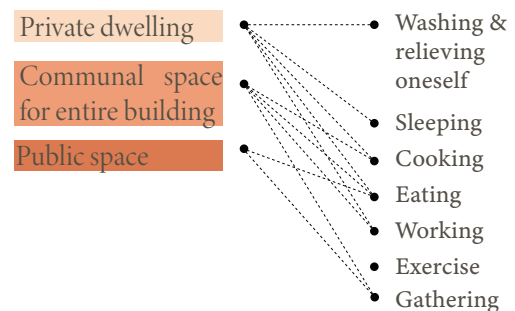 Private dwelling
Communal space
for entire building
Public space
Washing &
relieving
oneself
Sleeping
Cooking
Eating
Working
Exercise
Gathering